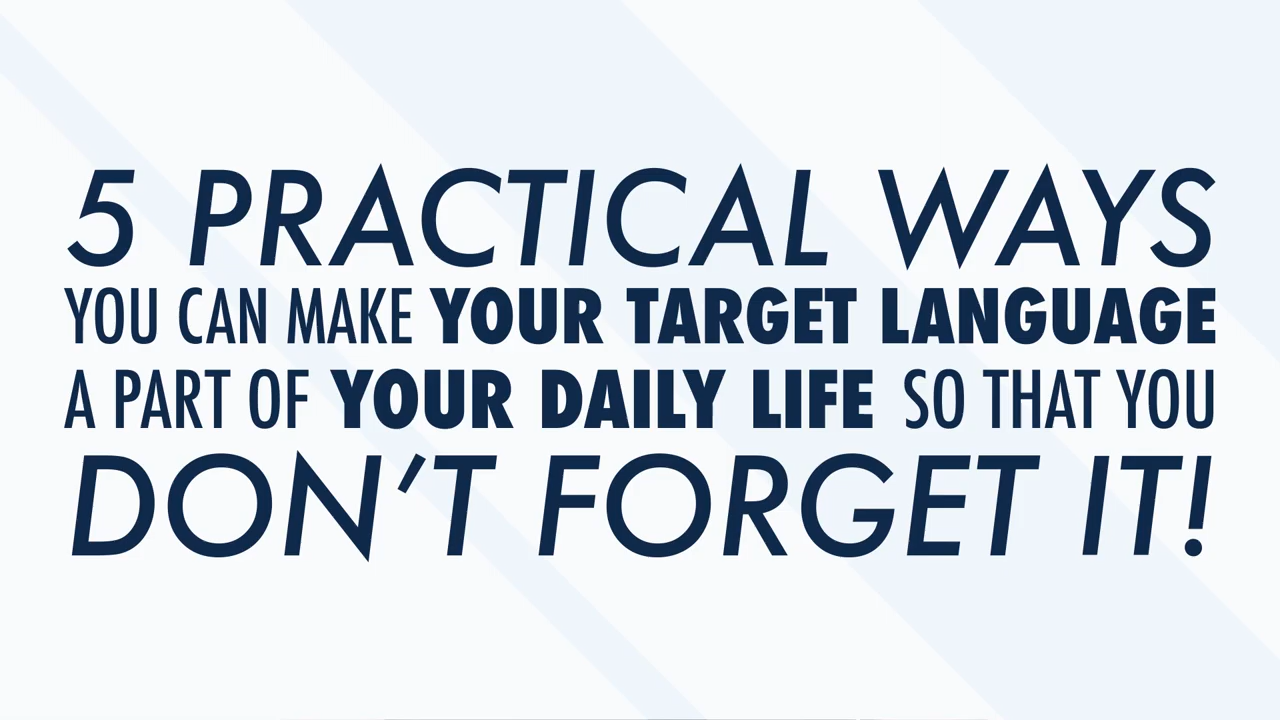 5 PRACTICAL WAYS
YOU CAN MAKE YOUR TARGET LANGUAGE
A PART OF YOUR DAILY LIFE SO THAT YOU
DON'T FORGET IT!